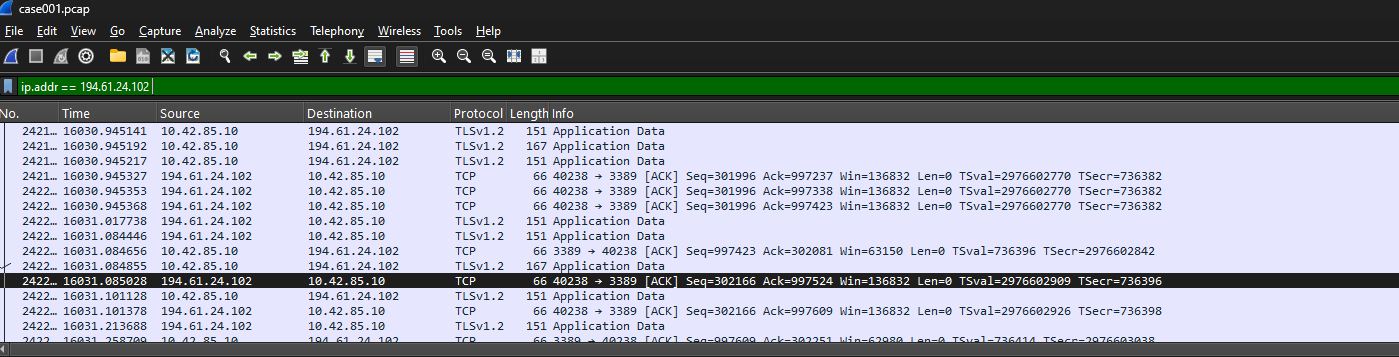 case001.pcap
File Edit View Go Capture Analyze Statistics Telephony Wireless Tools Help
ip.addr == 194.61.24.102
No. Time Source Destination Protocol Length Info
2421… 16030.945141 10.42.85.10 194.61.24.102 TLSv1.2 151 Application Data
2421… 16030.945192 10.42.85.10 194.61.24.102 TLSv1.2 167 Application Data
2421… 16030.945217 10.42.85.10 194.61.24.102 TLSv1.2 151 Application Data
2421… 16030.945327 194.61.24.102 10.42.85.10 TCP 66 40238 → 3389 [ACK] Seq=301996 Ack=997237 Win=136832 Len=0 TSval=2976602770 TSecr=736382
2422… 16030.945353 194.61.24.102 10.42.85.10 TCP 66 40238 → 3389 [ACK] Seq=301996 Ack=997338 Win=136832 Len=0 TSval=2976602770 TSecr=736382
2422… 16030.945368 194.61.24.102 10.42.85.10 TCP 66 40238 → 3389 [ACK] Seq=301996 Ack=997423 Win=136832 Len=0 TSval=2976602770 TSecr=736382
2422… 16031.017738 194.61.24.102 10.42.85.10 TLSv1.2 151 Application Data
2422… 16031.084446 194.61.24.102 10.42.85.10 TLSv1.2 151 Application Data
2422… 16031.084656 10.42.85.10 194.61.24.102 TCP 66 3389 → 40238 [ACK] Seq=997423 Ack=302081 Win=63150 Len=0 TSval=736396 TSecr=2976602842
2422… 16031.084855 10.42.85.10 194.61.24.102 TLSv1.2 167 Application Data
2422… 16031.085028 194.61.24.102 10.42.85.10 TCP 66 40238 → 3389 [ACK] Seq=302166 Ack=997524 Win=136832 Len=0 TSval=2976602909 TSecr=736396
2422… 16031.101128 10.42.85.10 194.61.24.102 TLSv1.2 151 Application Data
2422… 16031.101378 194.61.24.102 10.42.85.10 TCP 66 40238 → 3389 [ACK] Seq=302166 Ack=997609 Win=136832 Len=0 TSval=2976602926 TSecr=736398
2422… 16031.213688 194.61.24.102 10.42.85.10 TLSv1.2 151 Application Data
2422… 16031.258709 10.42.85.10 194.61.24.102 TCP 66 3389 → 40238 [ACK] Seq=997609 Ack=302251 Win=62980 Len=0 TSval=736414 TSecr=2976603038